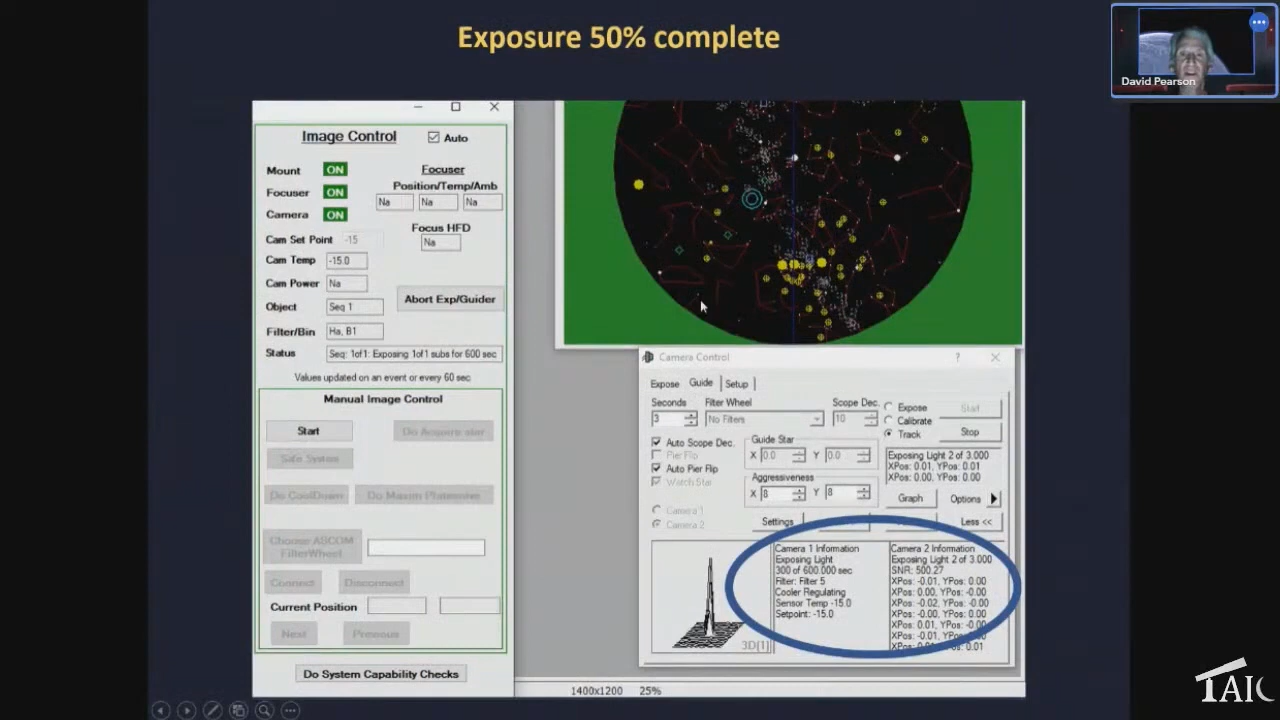 Exposure 50% complete
David Pearson
Image Control
Auto
Mount ON
Focuser ON
Camera ON
Focuser
Position/Temp/Amb
Na Na Na
Focus HFD
Na
Cam Set Point -15
Cam Temp -15.0
Cam Power Na
Object Seq 1
Abort Exp/Guider
Filter/Bin Ha, B1
Status Seq: 1of1: Exposing 1of1 subs for 600 sec
Values updated on an event or every 60 sec
Manual Image Control
Start
Do Acquire star
Safe System
Do CoolDown
Do Maxim Platesolve
Choose ASCOM
FilterWheel
Connect
Disconnect
Current Position
Next
Previous
Do System Capability Checks
Camera Control
?
Expose Guide Setup
Seconds
3
Filter Wheel
No Filters
Scope Dec.
10
Expose
Calibrate
Track
Start
Stop
Auto Scope Dec.
Pier Flip
Auto Pier Flip
Watch Star
Guide Star
X 0.0 Y 0.0
Aggressiveness
X 8 Y 8
Exposing Light 2 of 3.000
XPos: 0.01, YPos: 0.01
XPos: 0.00, YPos: 0.00
Graph
Options
Camera 1
Camera 2
Settings
Less <<
Camera 1 Information
Exposing Light
300 of 600.000 sec
Filter: Filter 5
Cooler Regulating
Sensor Temp -15.0
Setpoint: -15.0
Camera 2 Information
Exposing Light 2 of 3.000
SNR: 500.27
XPos: -0.01, YPos: 0.00
XPos: 0.00, YPos: -0.00
XPos: -0.02, YPos: -0.00
XPos: -0.00, YPos: 0.00
XPos: 0.01, YPos: -0.00
XPos: -0.01, YPos: 0.00
3D[1]
1400x1200 25%
TAIC